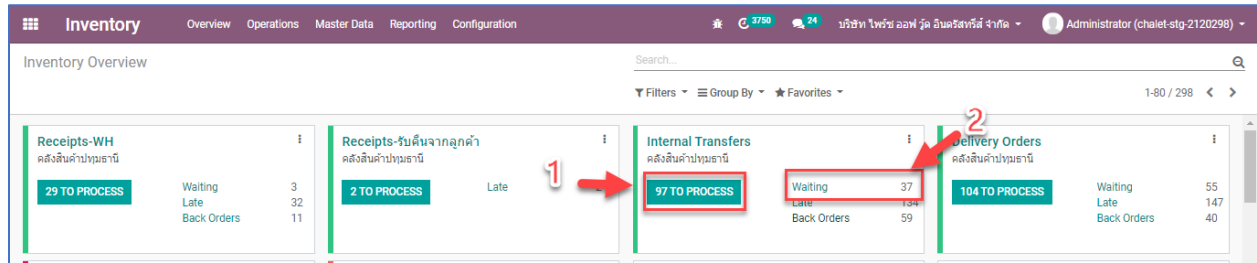 Inventory Overview Operations Master Data Reporting Configuration 3750 24 บริษัท ไพร์ซ ออฟ วู้ด อินดรัสทรีส์ จำกัด Administrator (chalet-stg-2120298)
Inventory Overview Search...
Filters Group By Favorites 1-80 / 298
2
Receipts-WH
คลังสินค้าปทุมธานี
29 TO PROCESS
Waiting 3
Late 32
Back Orders 11
Receipts-รับคืนจากลูกค้า
คลังสินค้าปทุมธานี
2 TO PROCESS
Late
1
Internal Transfers
คลังสินค้าปทุมธานี
97 TO PROCESS
Waiting 37
Late 134
Back Orders 59
Delivery Orders
คลังสินค้าปทุมธานี
104 TO PROCESS
Waiting 55
Late 147
Back Orders 40